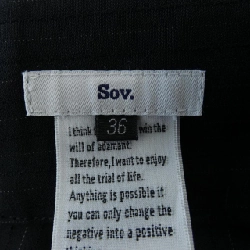 Sov.
36
I think win the
will of adamant.
Therefore, I want to enjoy
all the trial of life.
Anything is possible if
you can only change the
negative into a positive